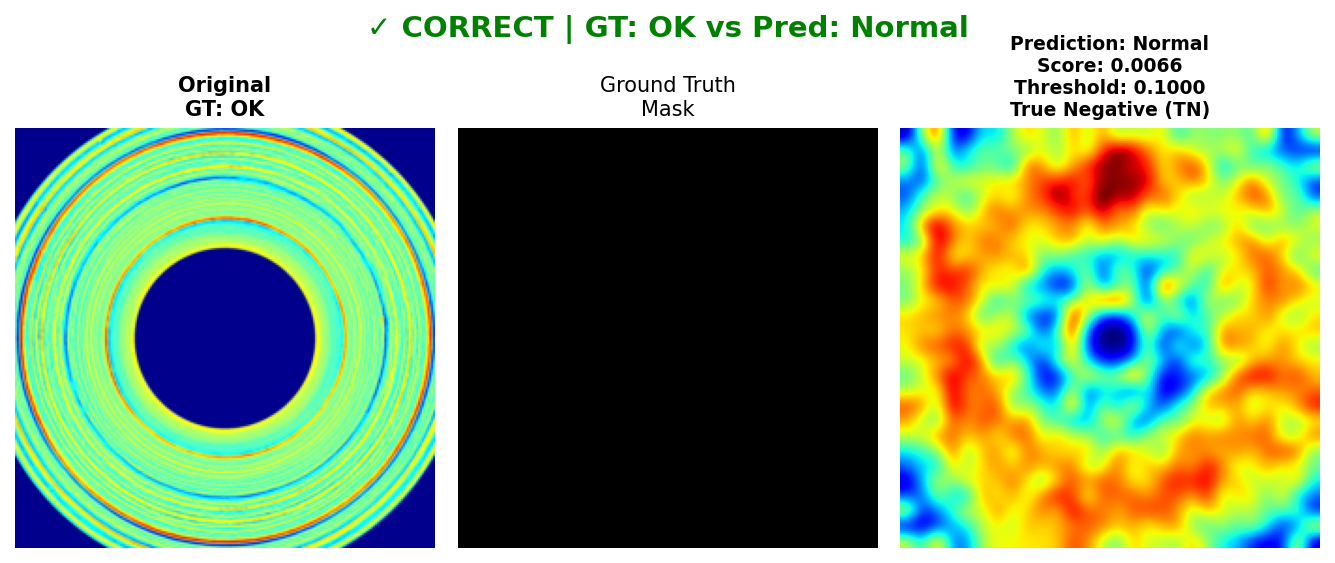 ✓ CORRECT | GT: OK vs Pred: Normal
Original
GT: OK
Ground Truth
Mask
Prediction: Normal
Score: 0.0066
Threshold: 0.1000
True Negative (TN)